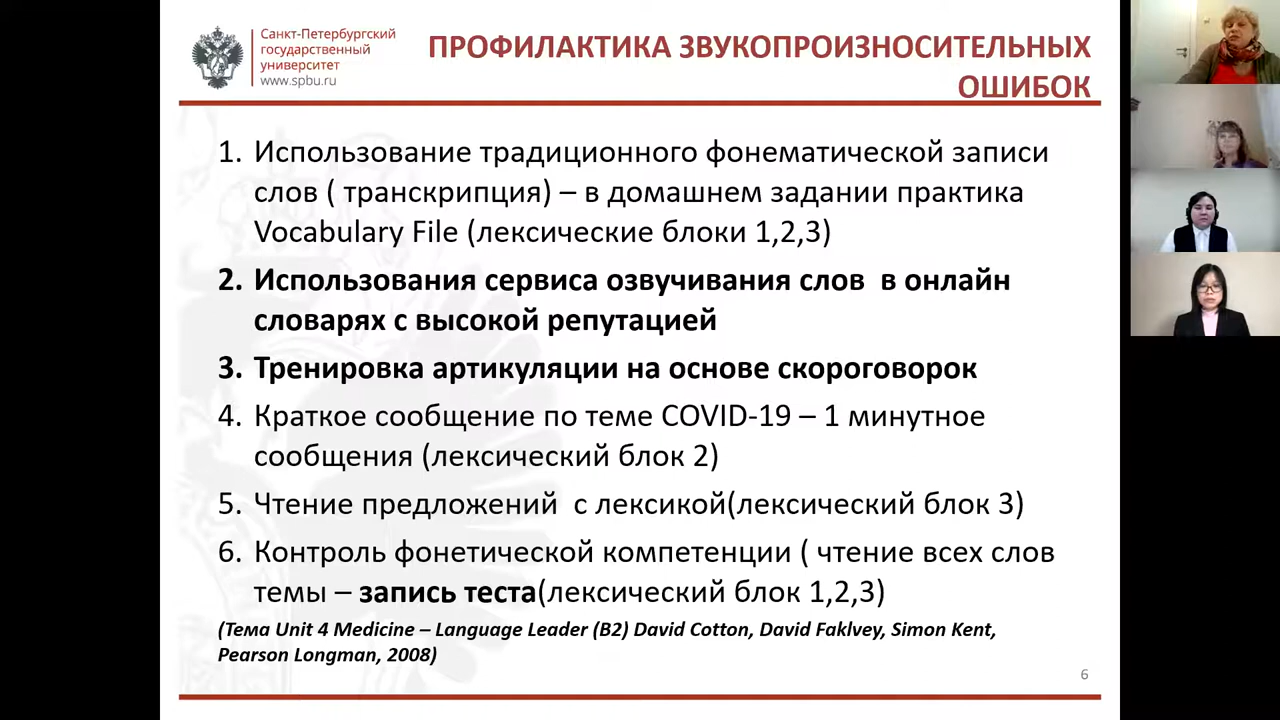 Санкт-Петербургский
государственный
университет
www.spbu.ru
ПРОФИЛАКТИКА ЗВУКОПРОИЗНОСИТЕЛЬНЫХ
ОШИБОК
1. Использование традиционного фонематической записи
слов ( транскрипция) – в домашнем задании практика
Vocabulary File (лексические блоки 1,2,3)
2. Использования сервиса озвучивания слов в онлайн
словарях с высокой репутацией
3. Тренировка артикуляции на основе скороговорок
4. Краткое сообщение по теме COVID-19 – 1 минутное
сообщения (лексический блок 2)
5. Чтение предложений с лексикой(лексический блок 3)
6. Контроль фонетической компетенции ( чтение всех слов
темы – запись теста(лексический блок 1,2,3)
(Тема Unit 4 Medicine – Language Leader (B2) David Cotton, David Faklvey, Simon Kent,
Pearson Longman, 2008)
6